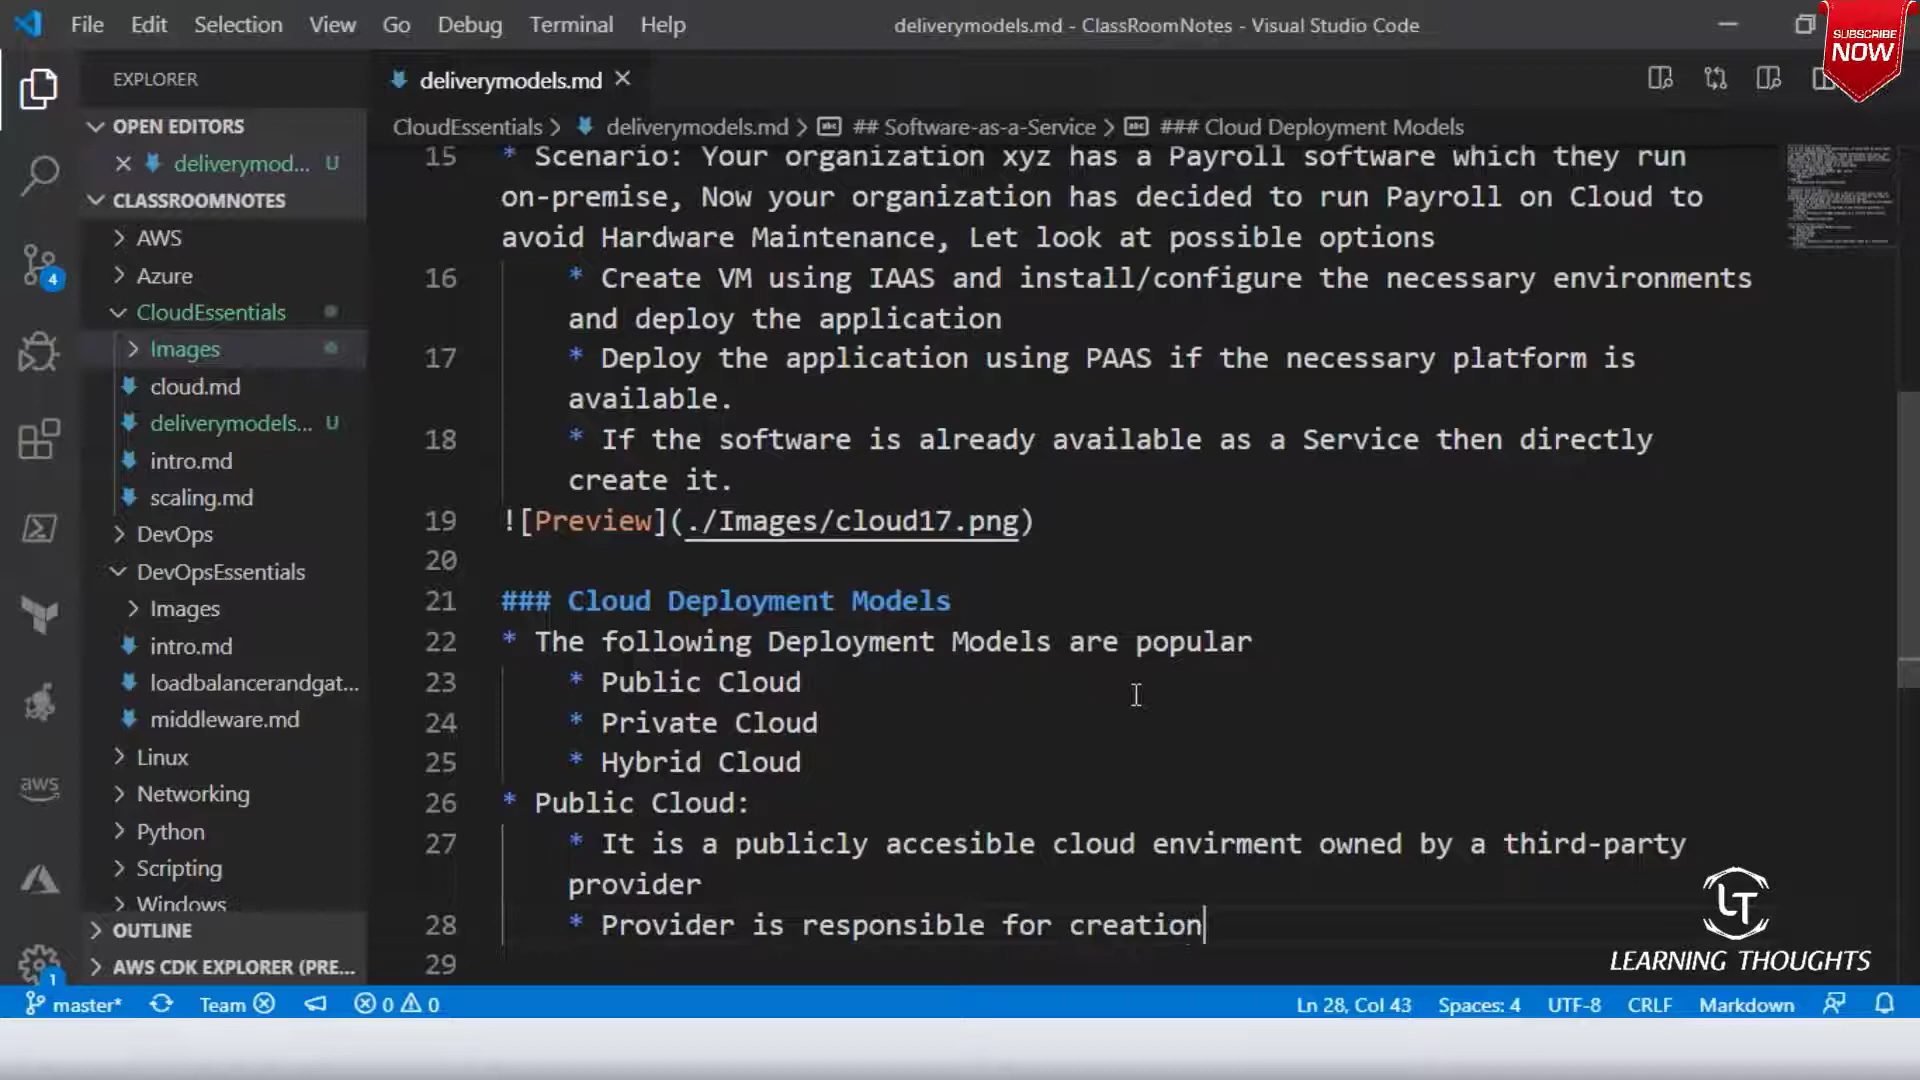 File Edit Selection View Go Debug Terminal Help
deliverymodels.md - ClassRoomNotes - Visual Studio Code
SUBSCRIBE
NOW
EXPLORER
OPEN EDITORS
deliverymod... U
CLASSROOMNOTES
AWS
Azure
CloudEssentials
Images
cloud.md
deliverymodels... U
intro.md
scaling.md
DevOps
DevOpsEssentials
Images
intro.md
loadbalancerandgat...
middleware.md
Linux
Networking
Python
Scripting
Windows
OUTLINE
AWS CDK EXPLORER (PRE...
4
aws
1
deliverymodels.md
CloudEssentials > deliverymodels.md > abc ## Software-as-a-Service > abc ### Cloud Deployment Models
15 * Scenario: Your organization xyz has a Payroll software which they run
on-premise, Now your organization has decided to run Payroll on Cloud to
avoid Hardware Maintenance, Let look at possible options
16 * Create VM using IAAS and install/configure the necessary environments
and deploy the application
17 * Deploy the application using PAAS if the necessary platform is
available.
18 * If the software is already available as a Service then directly
create it.
19 ![Preview](./Images/cloud17.png)
20
21 ### Cloud Deployment Models
22 * The following Deployment Models are popular
23 * Public Cloud
24 * Private Cloud
25 * Hybrid Cloud
26 * Public Cloud:
27 * It is a publicly accesible cloud envirment owned by a third-party
provider
28 * Provider is responsible for creation
29
LT
LEARNING THOUGHTS
master* Team 0 0
Ln 28, Col 43 Spaces: 4 UTF-8 CRLF Markdown